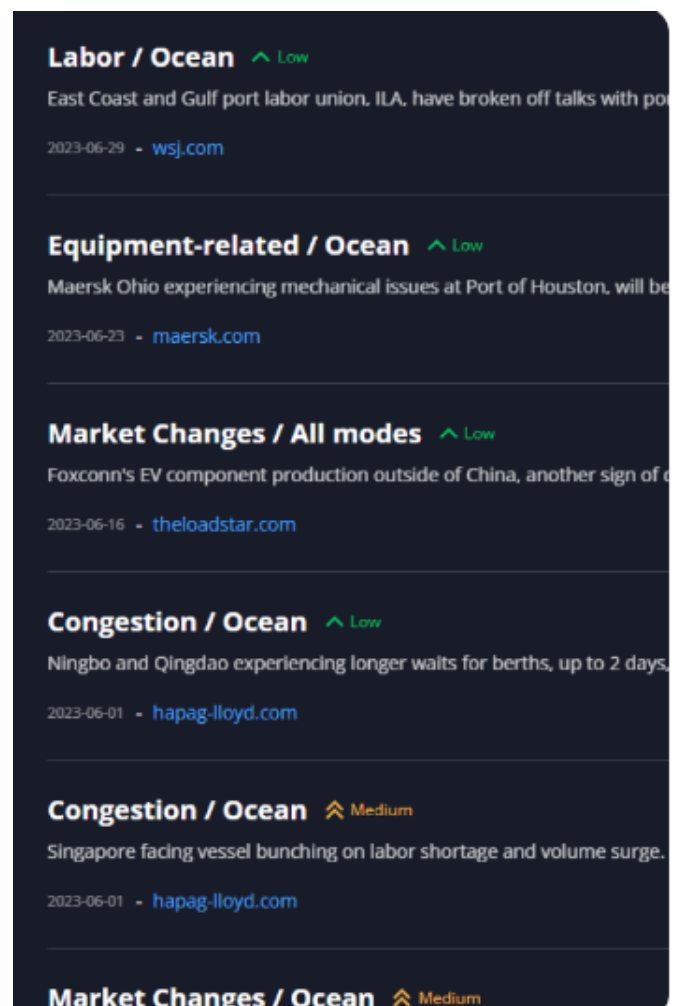 Labor / Ocean Low
East Coast and Gulf port labor union, ILA, have broken off talks with
2023-06-29 - wsj.com
Equipment-related / Ocean Low
Maersk Ohio experiencing mechanical issues at Port of Houston, will be
2023-06-23 - maersk.com
Market Changes / All modes Low
Foxconn's EV component production outside of China, another sign of
2023-06-16 - theloadstar.com
Congestion / Ocean Low
Ningbo and Qingdao experiencing longer waits for berths, up to 2 days,
2023-06-01 - hapag-lloyd.com
Congestion / Ocean Medium
Singapore facing vessel bunching on labor shortage and volume surge.
2023-06-01 - hapag-lloyd.com
Market Changes / Ocean Medium